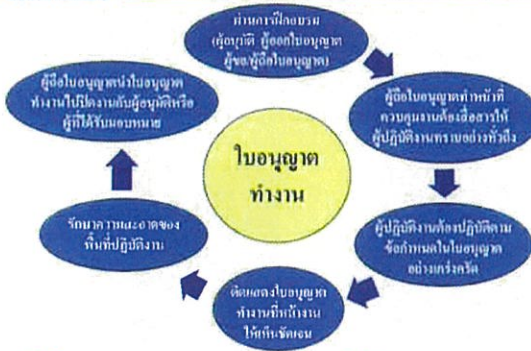 ผ่านการฝึกอบรม
(ผู้อนุมัติ ผู้ออกใบอนุญาต
ผู้ขอ/ผู้ถือใบอนุญาต)
ผู้ถือใบอนุญาตทำหน้าที่
ควบคุมงานต้องสื่อสารให้
ผู้ปฏิบัติงานทราบอย่างทั่วถึง
ผู้ปฏิบัติงานต้องปฏิบัติตาม
ข้อกำหนดในใบอนุญาต
อย่างเคร่งครัด
ติดแสดงใบอนุญาต
ทำงานที่หน้างาน
ให้เห็นชัดเจน
รักษาความสะอาดของ
พื้นที่ปฏิบัติงาน
ผู้ถือใบอนุญาตนำใบอนุญาต
ทำงานไปปิดงานกับผู้อนุมัติหรือ
ผู้ที่ได้รับมอบหมาย
ใบอนุญาต
ทำงาน